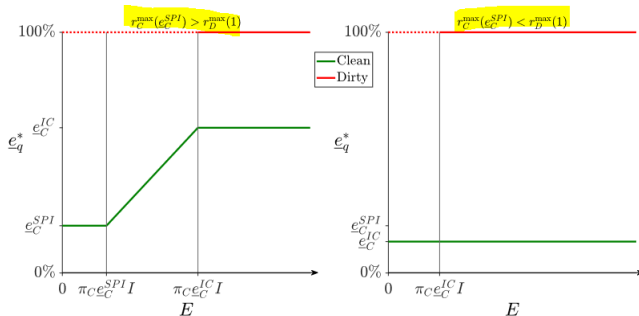 r_C^max(e_C^SPI) > r_D^max(1)
100%
e_C^IC
e_q^*
e_C^SPI
0%
0 π_C e_C^SPI I π_C e_C^IC I
E
Clean
Dirty
r_C^max(e_C^SPI) < r_D^max(1)
100%
e_q^*
e_C^SPI
e_C^IC
0%
0 π_C e_C^IC I
E